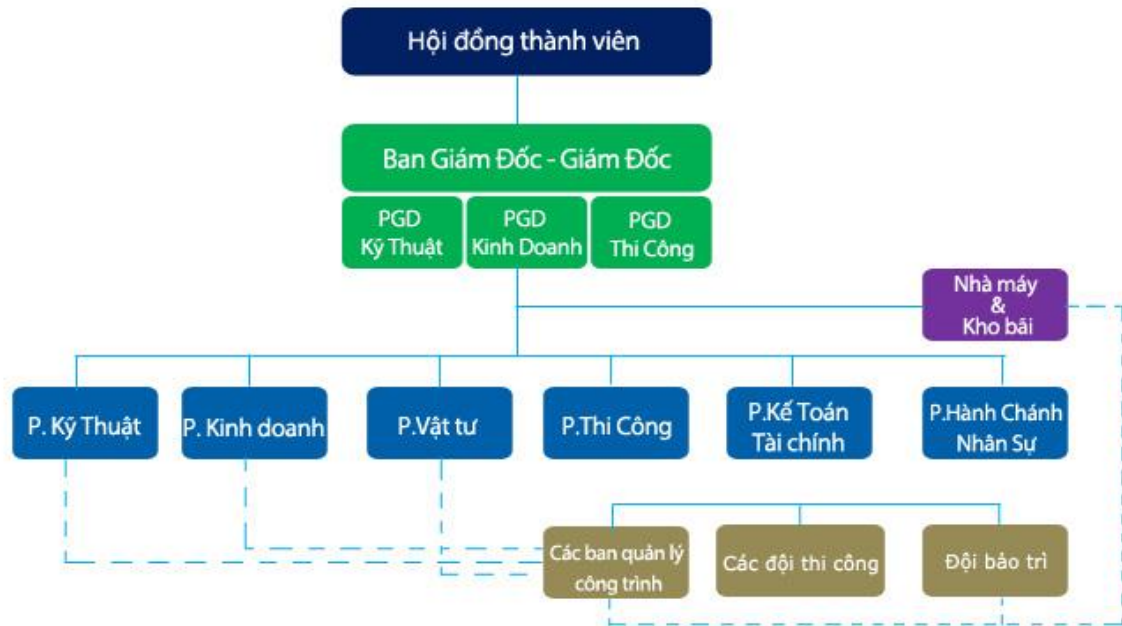 Hội đồng thành viên
Ban Giám Đốc - Giám Đốc
PGD
Kỹ Thuật
PGD
Kinh Doanh
PGD
Thi Công
Nhà máy
&
Kho bãi
P. Kỹ Thuật
P. Kinh doanh
P.Vật tư
P.Thi Công
P.Kế Toán
Tài chính
P.Hành Chánh
Nhân Sự
Các ban quản lý
công trình
Các đội thi công
Đội bảo trì